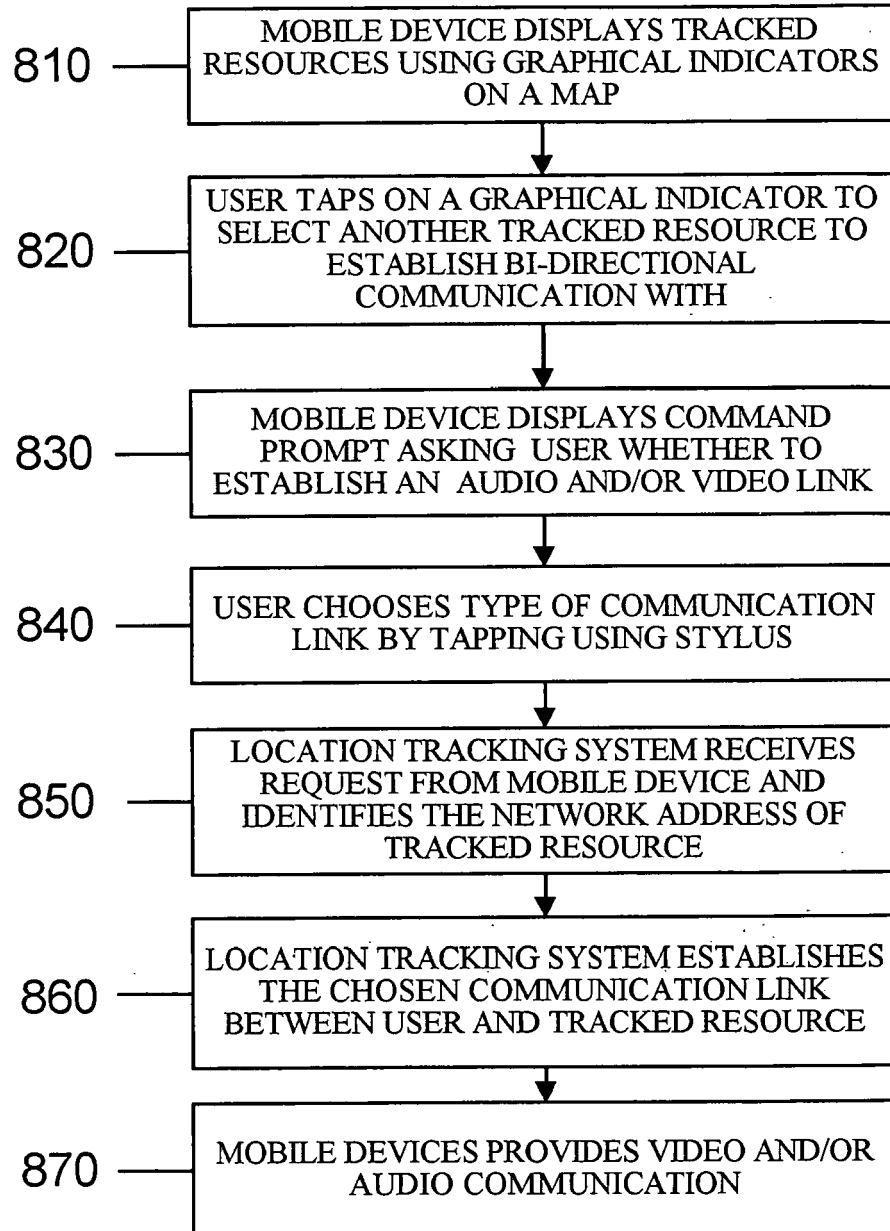 810
MOBILE DEVICE DISPLAYS TRACKED
RESOURCES USING GRAPHICAL INDICATORS
ON A MAP
820
USER TAPS ON A GRAPHICAL INDICATOR TO
SELECT ANOTHER TRACKED RESOURCE TO
ESTABLISH BI-DIRECTIONAL
COMMUNICATION WITH
830
MOBILE DEVICE DISPLAYS COMMAND
PROMPT ASKING USER WHETHER TO
ESTABLISH AN AUDIO AND/OR VIDEO LINK
840
USER CHOOSES TYPE OF COMMUNICATION
LINK BY TAPPING USING STYLUS
850
LOCATION TRACKING SYSTEM RECEIVES
REQUEST FROM MOBILE DEVICE AND
IDENTIFIES THE NETWORK ADDRESS OF
TRACKED RESOURCE
860
LOCATION TRACKING SYSTEM ESTABLISHES
THE CHOSEN COMMUNICATION LINK
BETWEEN USER AND TRACKED RESOURCE
870
MOBILE DEVICES PROVIDES VIDEO AND/OR
AUDIO COMMUNICATION